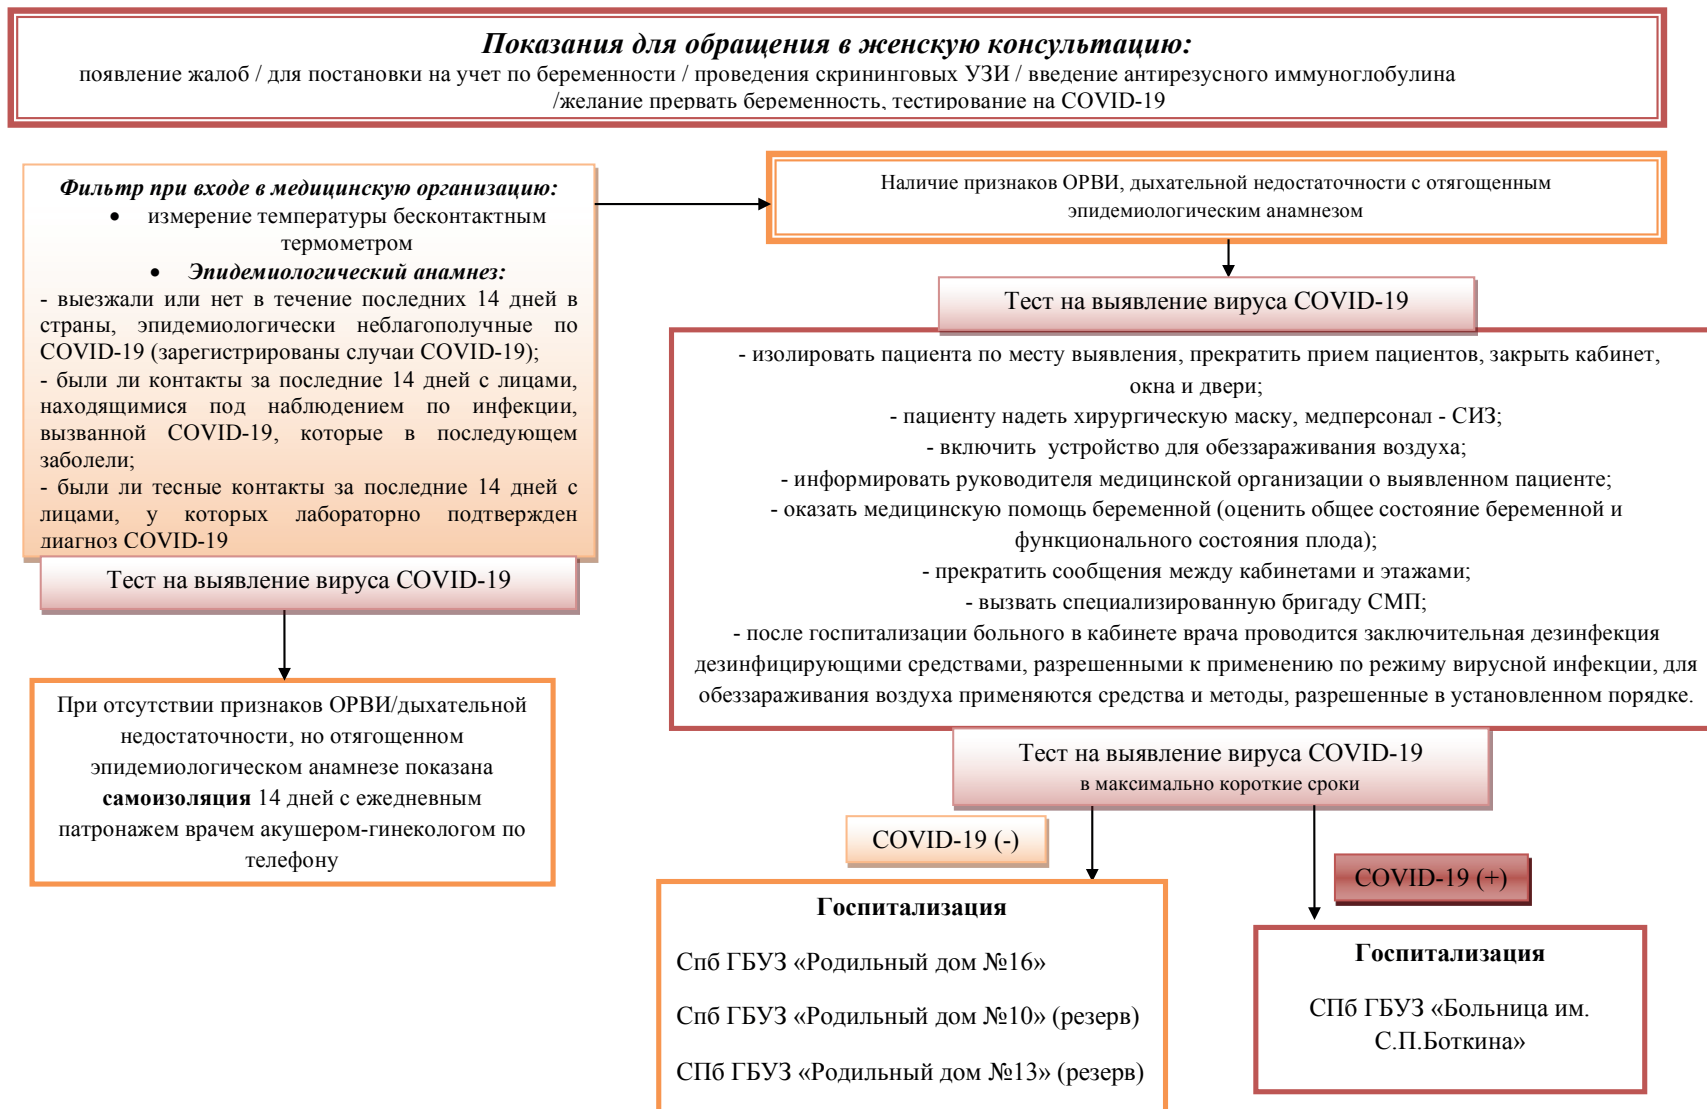 Показания для обращения в женскую консультацию:
появление жалоб / для постановки на учет по беременности / проведения скрининговых УЗИ / введение антирезусного иммуноглобулина
/желание прервать беременность, тестирование на COVID-19
Фильтр при входе в медицинскую организацию:
• измерение температуры бесконтактным
термометром
• Эпидемиологический анамнез:
- выезжали или нет в течение последних 14 дней в
страны, эпидемиологически неблагополучные по
COVID-19 (зарегистрированы случаи COVID-19);
- были ли контакты за последние 14 дней с лицами,
находящимися под наблюдением по инфекции,
вызванной COVID-19, которые в последующем
заболели;
- были ли тесные контакты за последние 14 дней с
лицами, у которых лабораторно подтвержден
диагноз COVID-19
Тест на выявление вируса COVID-19
При отсутствии признаков ОРВИ/дыхательной
недостаточности, но отягощенном
эпидемиологическом анамнезе показана
самоизоляция 14 дней с ежедневным
патронажем врачем акушером-гинекологом по
телефону
Наличие признаков ОРВИ, дыхательной недостаточности с отягощенным
эпидемиологическим анамнезом
Тест на выявление вируса COVID-19
- изолировать пациента по месту выявления, прекратить прием пациентов, закрыть кабинет,
окна и двери;
- пациенту надеть хирургическую маску, медперсонал - СИЗ;
- включить устройство для обеззараживания воздуха;
- информировать руководителя медицинской организации о выявленном пациенте;
- оказать медицинскую помощь беременной (оценить общее состояние беременной и
функционального состояния плода);
- прекратить сообщения между кабинетами и этажами;
- вызвать специализированную бригаду СМП;
- после госпитализации больного в кабинете врача проводится заключительная дезинфекция
дезинфицирующими средствами, разрешенными к применению по режиму вирусной инфекции, для
обеззараживания воздуха применяются средства и методы, разрешенные в установленном порядке.
Тест на выявление вируса COVID-19
в максимально короткие сроки
COVID-19 (-)
COVID-19 (+)
Госпитализация
Спб ГБУЗ «Родильный дом №16»
Спб ГБУЗ «Родильный дом №10» (резерв)
СПб ГБУЗ «Родильный дом №13» (резерв)
Госпитализация
СПб ГБУЗ «Больница им.
С.П.Боткина»